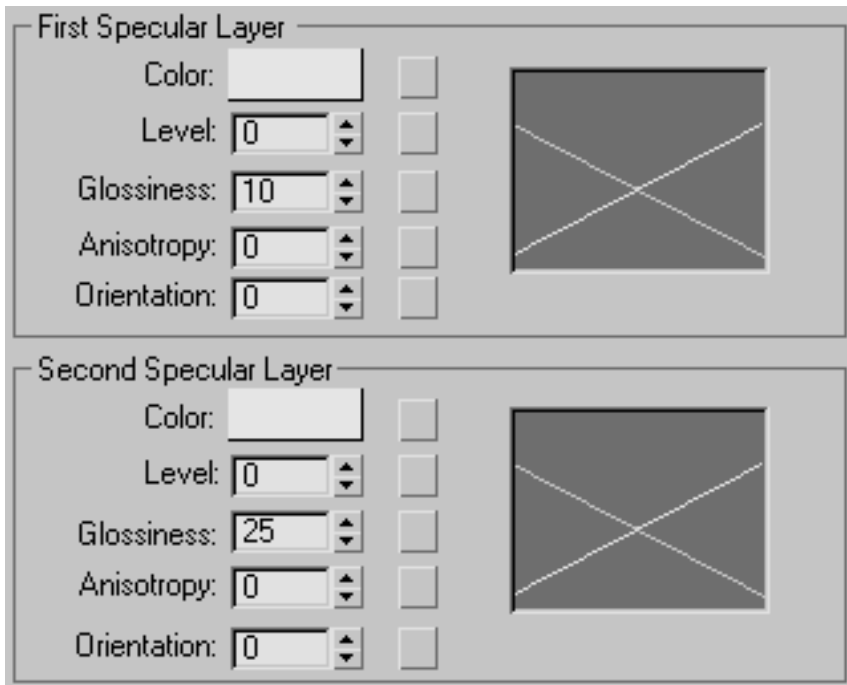 First Specular Layer
Color:
Level: 0
Glossiness: 10
Anisotropy: 0
Orientation: 0
Second Specular Layer
Color:
Level: 0
Glossiness: 25
Anisotropy: 0
Orientation: 0